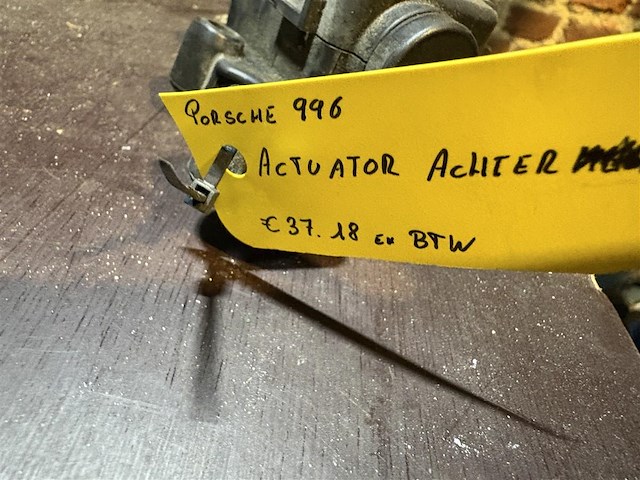 PORSCHE 996
ACTUATOR ACHTER
€37.18 ex BTW